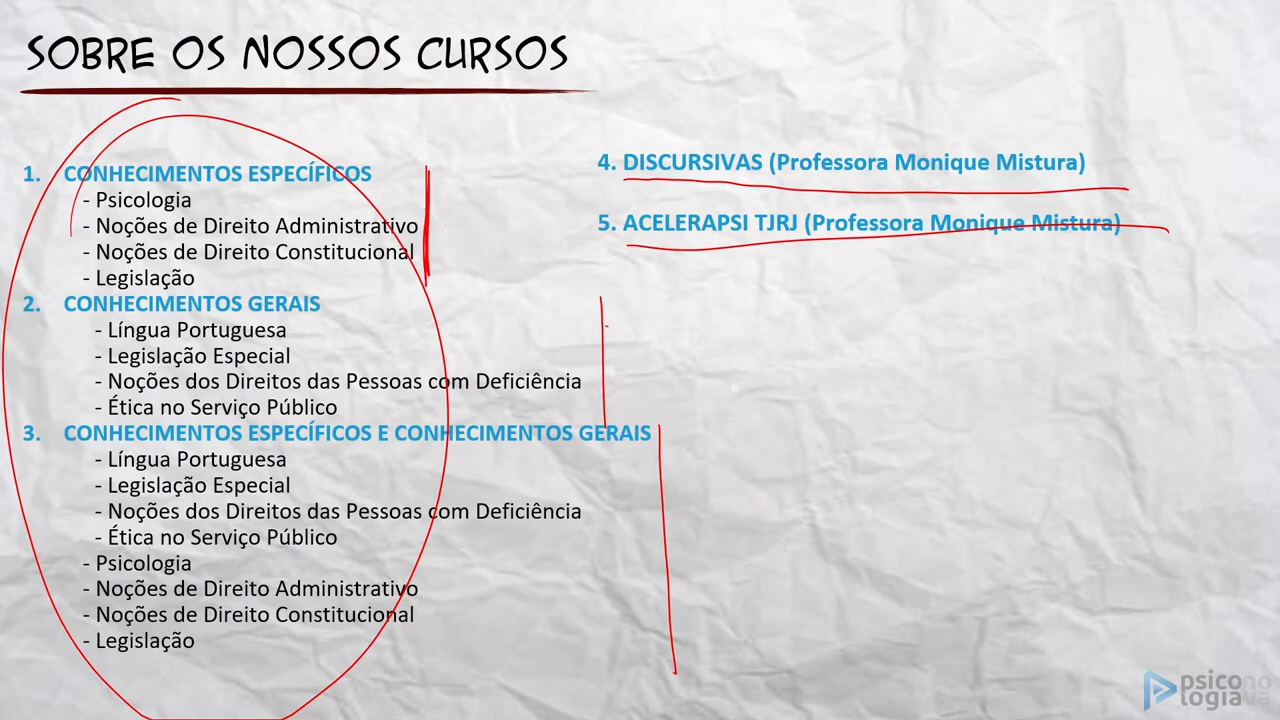 SOBRE OS NOSSOS CURSOS
1. CONHECIMENTOS ESPECÍFICOS
- Psicologia
- Noções de Direito Administrativo
- Noções de Direito Constitucional
- Legislação
2. CONHECIMENTOS GERAIS
- Língua Portuguesa
- Legislação Especial
- Noções dos Direitos das Pessoas com Deficiência
- Ética no Serviço Público
3. CONHECIMENTOS ESPECÍFICOS E CONHECIMENTOS GERAIS
- Língua Portuguesa
- Legislação Especial
- Noções dos Direitos das Pessoas com Deficiência
- Ética no Serviço Público
- Psicologia
- Noções de Direito Administrativo
- Noções de Direito Constitucional
- Legislação
4. DISCURSIVAS (Professora Monique Mistura)
5. ACELERAPSI TJRJ (Professora Monique Mistura)
psicono
logiava